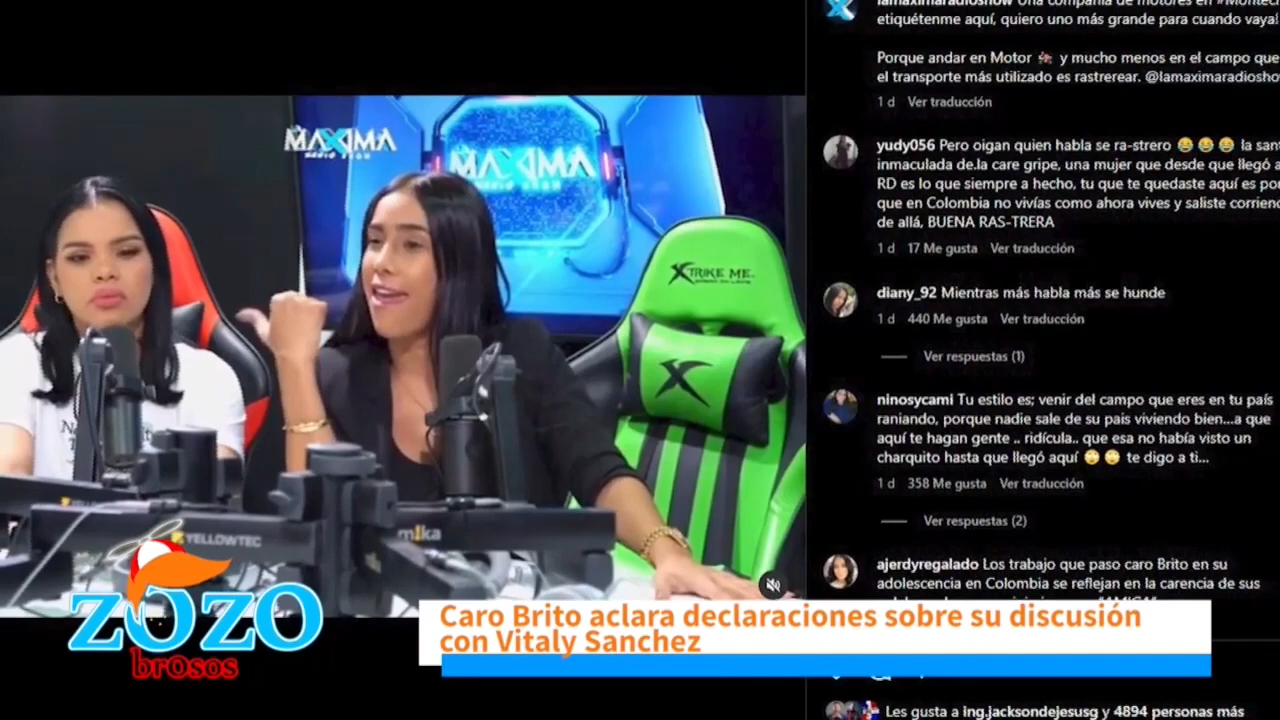 lamaximaradioshow Una compañía de motores en #Montec
etiquétenme aquí, quiero uno más grande para cuando vaya!
Porque andar en Motor 🏍 y mucho menos en el campo que
el transporte más utilizado es rastrerear. @lamaximaradiosho
1 d Ver traducción
yudy056 Pero oigan quien habla se ra-strero 😂 😂 😂 la sant
inmaculada de.la care gripe, una mujer que desde que llegó a
RD es lo que siempre a hecho, tu que te quedaste aquí es por
que en Colombia no vivías como ahora vives y saliste corriend
de allá, BUENA RAS-TRERA
1 d 17 Me gusta Ver traducción
diany_92 Mientras más habla más se hunde
1 d 440 Me gusta Ver traducción
Ver respuestas (1)
ninosycami Tu estilo es; venir del campo que eres en tu país
raniando, porque nadie sale de su pais viviendo bien...a que
aquí te hagan gente .. ridícula.. que esa no había visto un
charquito hasta que llegó aquí 🙄 🙄 te digo a ti...
1 d 358 Me gusta Ver traducción
Ver respuestas (2)
ajerdyregalado Los trabajo que paso caro Brito en su
adolescencia en Colombia se reflejan en la carencia de sus
Les gusta a ing.jacksondejesusg y 4894 personas más
MAXIMA
RADIO SHOW
MAXIMA
RADIO SHOW
XTRIKE ME
X
YELLOWTEC
m!ka
ZOZO
brOsos
Caro Brito aclara declaraciones sobre su discusión
con Vitaly Sanchez